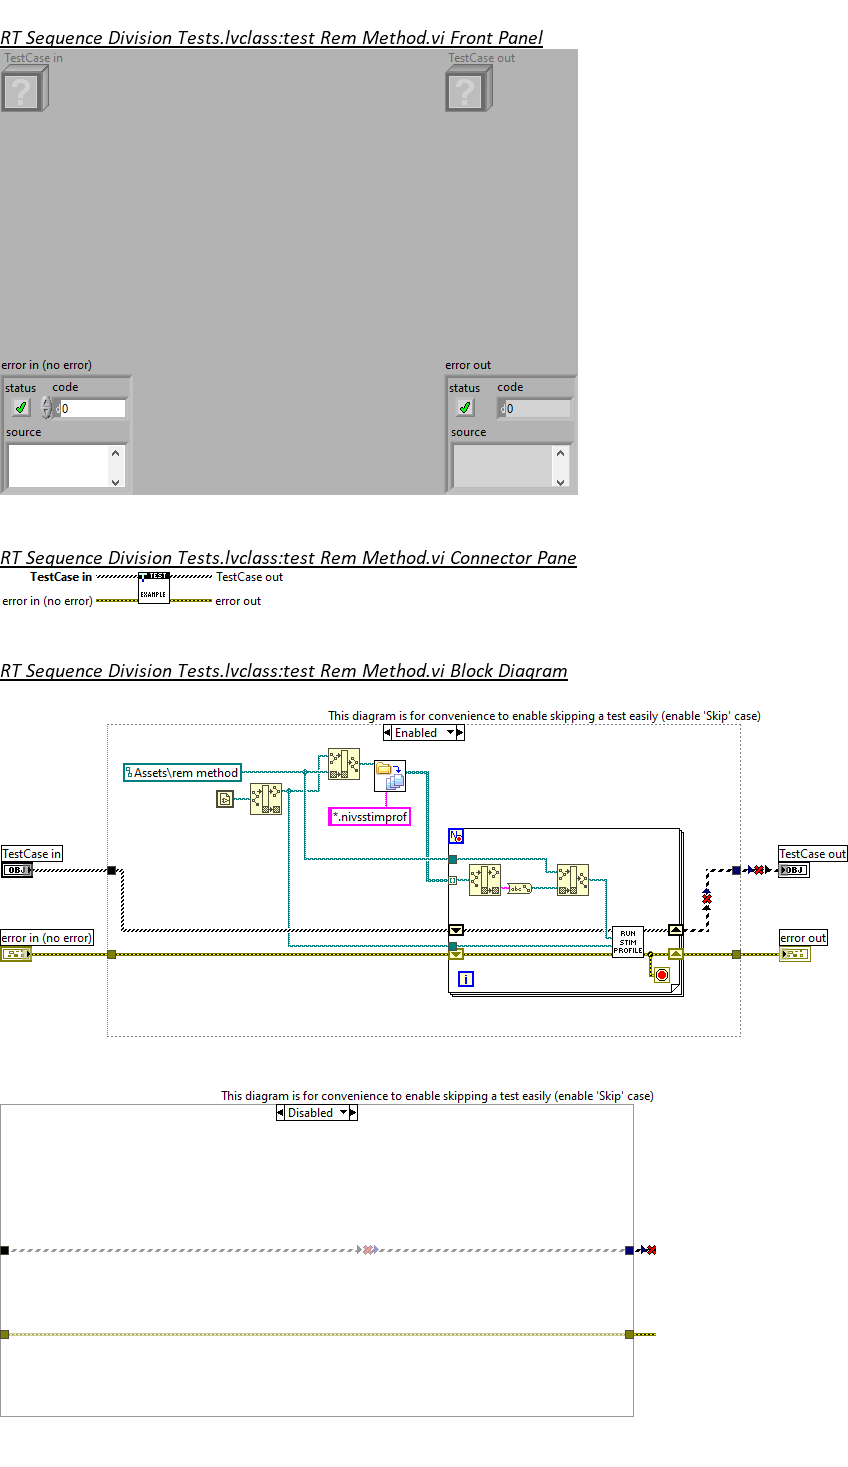 RT Sequence Division Tests.lvclass:test Rem Method.vi Front Panel
TestCase in
TestCase out
?
?
error in (no error)
error out
status
code
status
code
d
0
d
0
source
source
RT Sequence Division Tests.lvclass:test Rem Method.vi Connector Pane
TestCase in
TEST
TestCase out
error in (no error)
EXAMPLE
error out
RT Sequence Division Tests.lvclass:test Rem Method.vi Block Diagram
This diagram is for convenience to enable skipping a test easily (enable 'Skip' case)
Enabled
Assets\rem method
*.nivsstimprof
N
TestCase in
TestCase out
OBJ
OBJ
abc
error in (no error)
RUN
STIM
PROFILE
error out
i
This diagram is for convenience to enable skipping a test easily (enable 'Skip' case)
Disabled